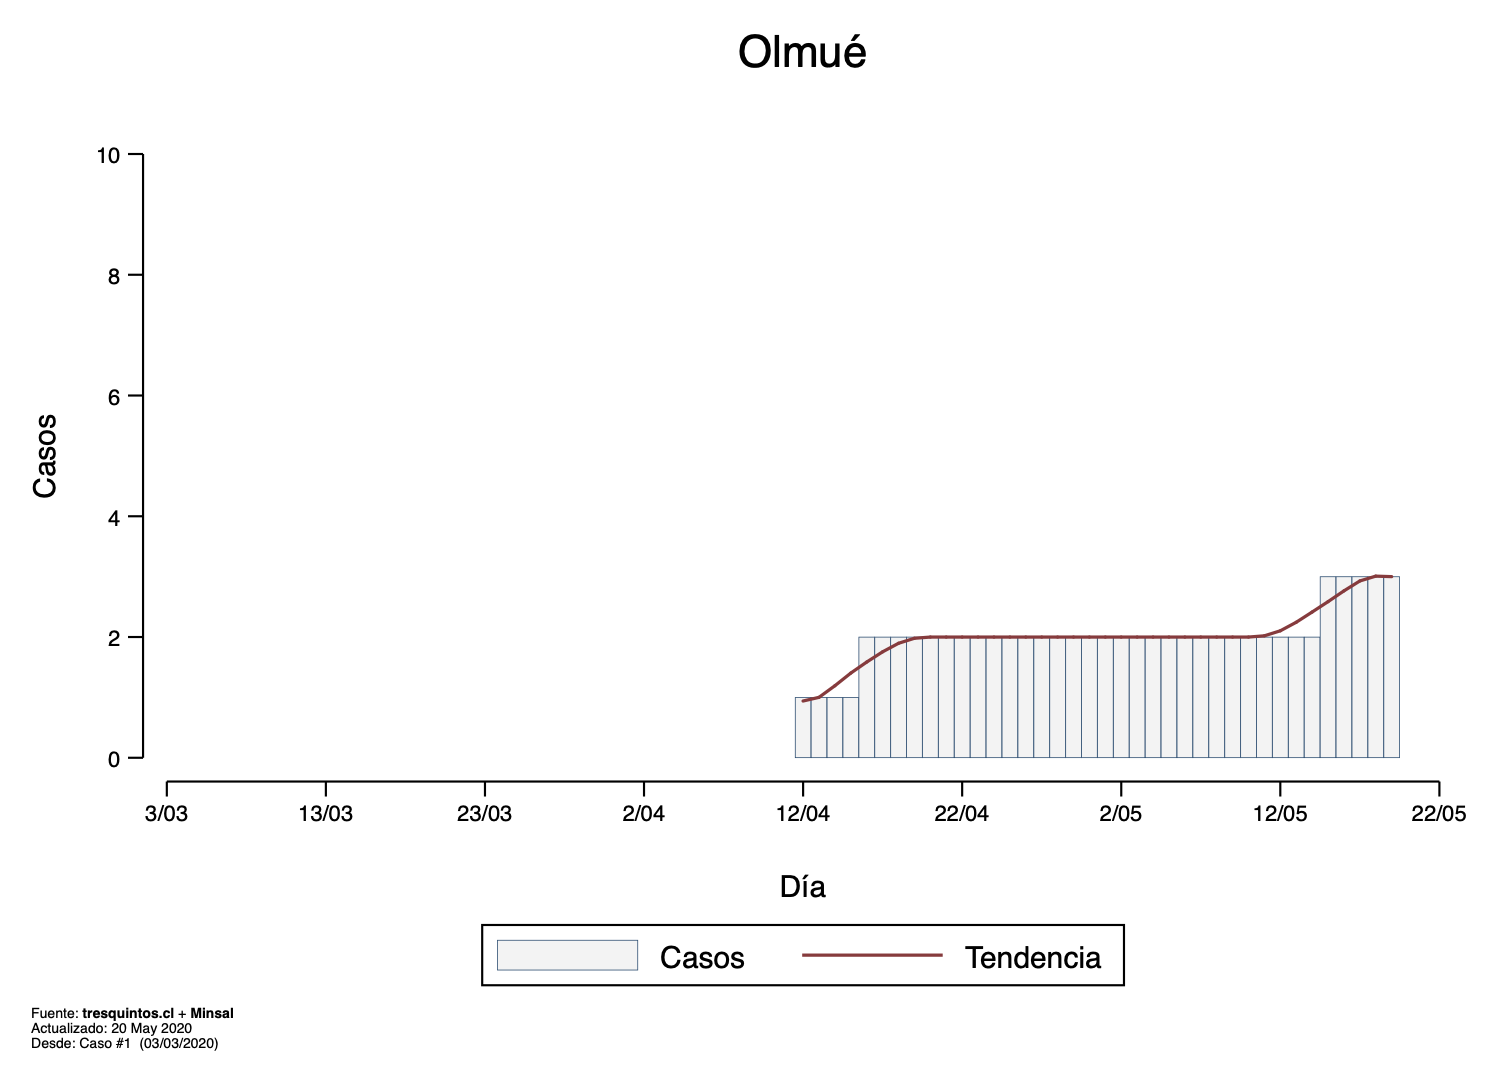 Olmué
10
8
6
4
2
0
Casos
3/03 13/03 23/03 2/04 12/04 22/04 2/05 12/05 22/05
Día
Casos Tendencia
Fuente: tresquintos.cl + Minsal
Actualizado: 20 May 2020
Desde: Caso #1 (03/03/2020)